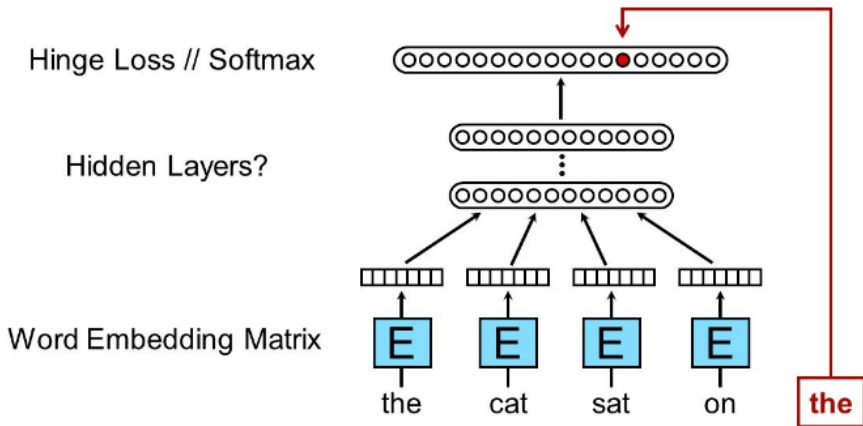 Hinge Loss // Softmax
Hidden Layers?
Word Embedding Matrix
E E E E
the cat sat on the